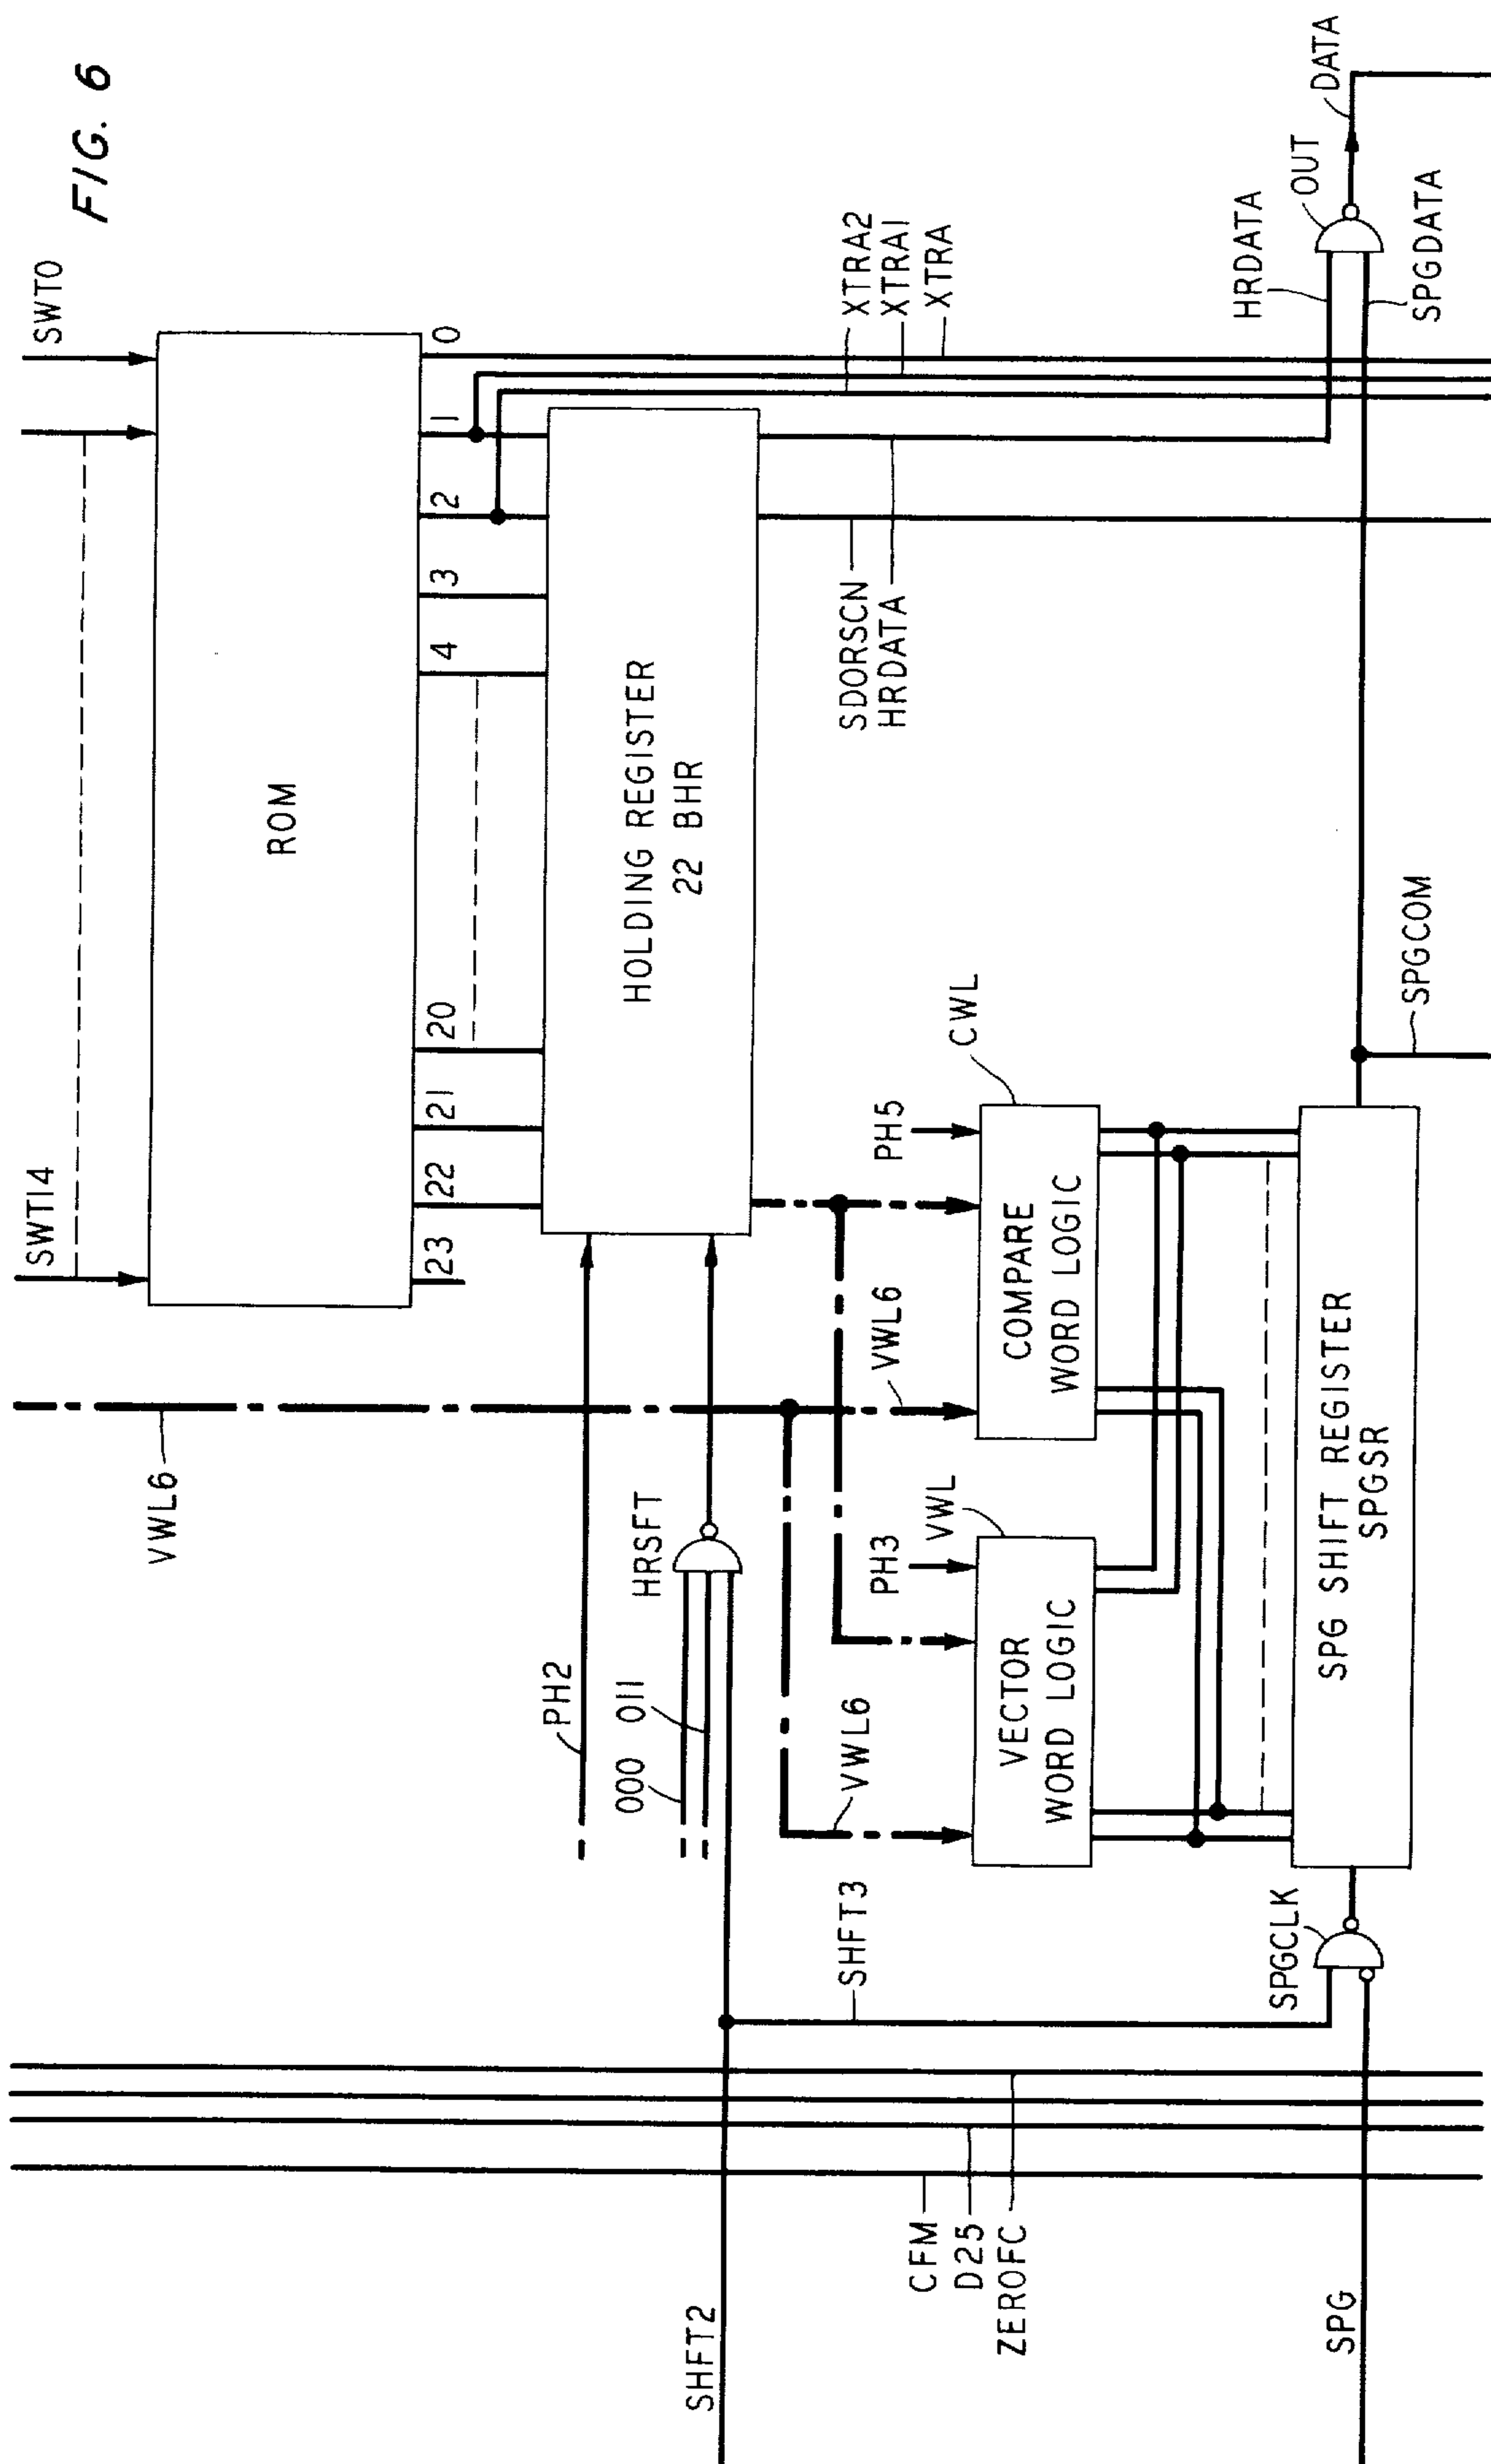 FIG. 6
SWT14
SWT0
VWL6
ROM
23
22
21
20
4
3
2
1
0
PH2
HOLDING REGISTER
22 BHR
000
011
HRSFT
SHFT2
XTRA2
XTRA1
XTRA
SDORSCN
HRDATA
SHFT3
VWL6
VWL6
PH3
VWL
PH5
CWL
CFM
D25
ZEROFC
VECTOR
WORD LOGIC
COMPARE
WORD LOGIC
HRDATA
OUT
DATA
SPGCLK
SPG
SPG SHIFT REGISTER
SPGSR
SPGCOM
SPGDATA